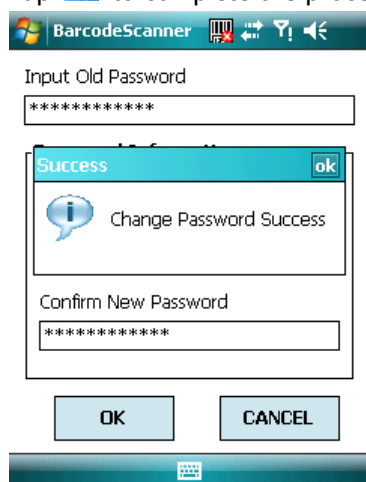 BarcodeScanner
Input Old Password
************
Success ok
Change Password Success
Confirm New Password
************
OK CANCEL